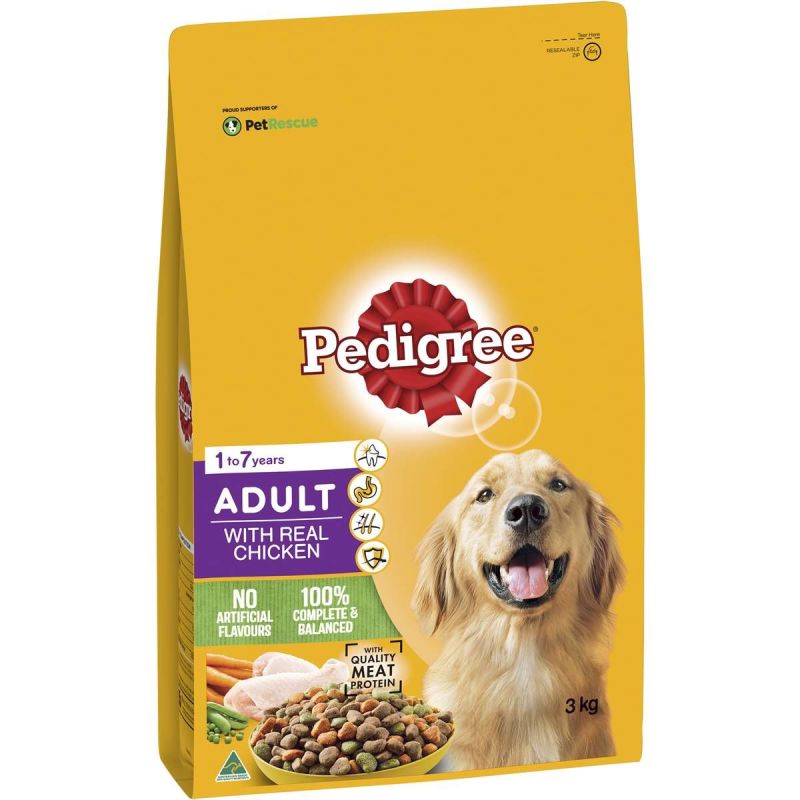 Tear Here
RESEALABLE
ZIP
PROUD SUPPORTERS OF
PetRescue
Pedigree®
1 to 7 years
ADULT
WITH REAL
CHICKEN
NO
ARTIFICIAL
FLAVOURS
100%
COMPLETE &
BALANCED
WITH
QUALITY
MEAT
PROTEIN
3 kg